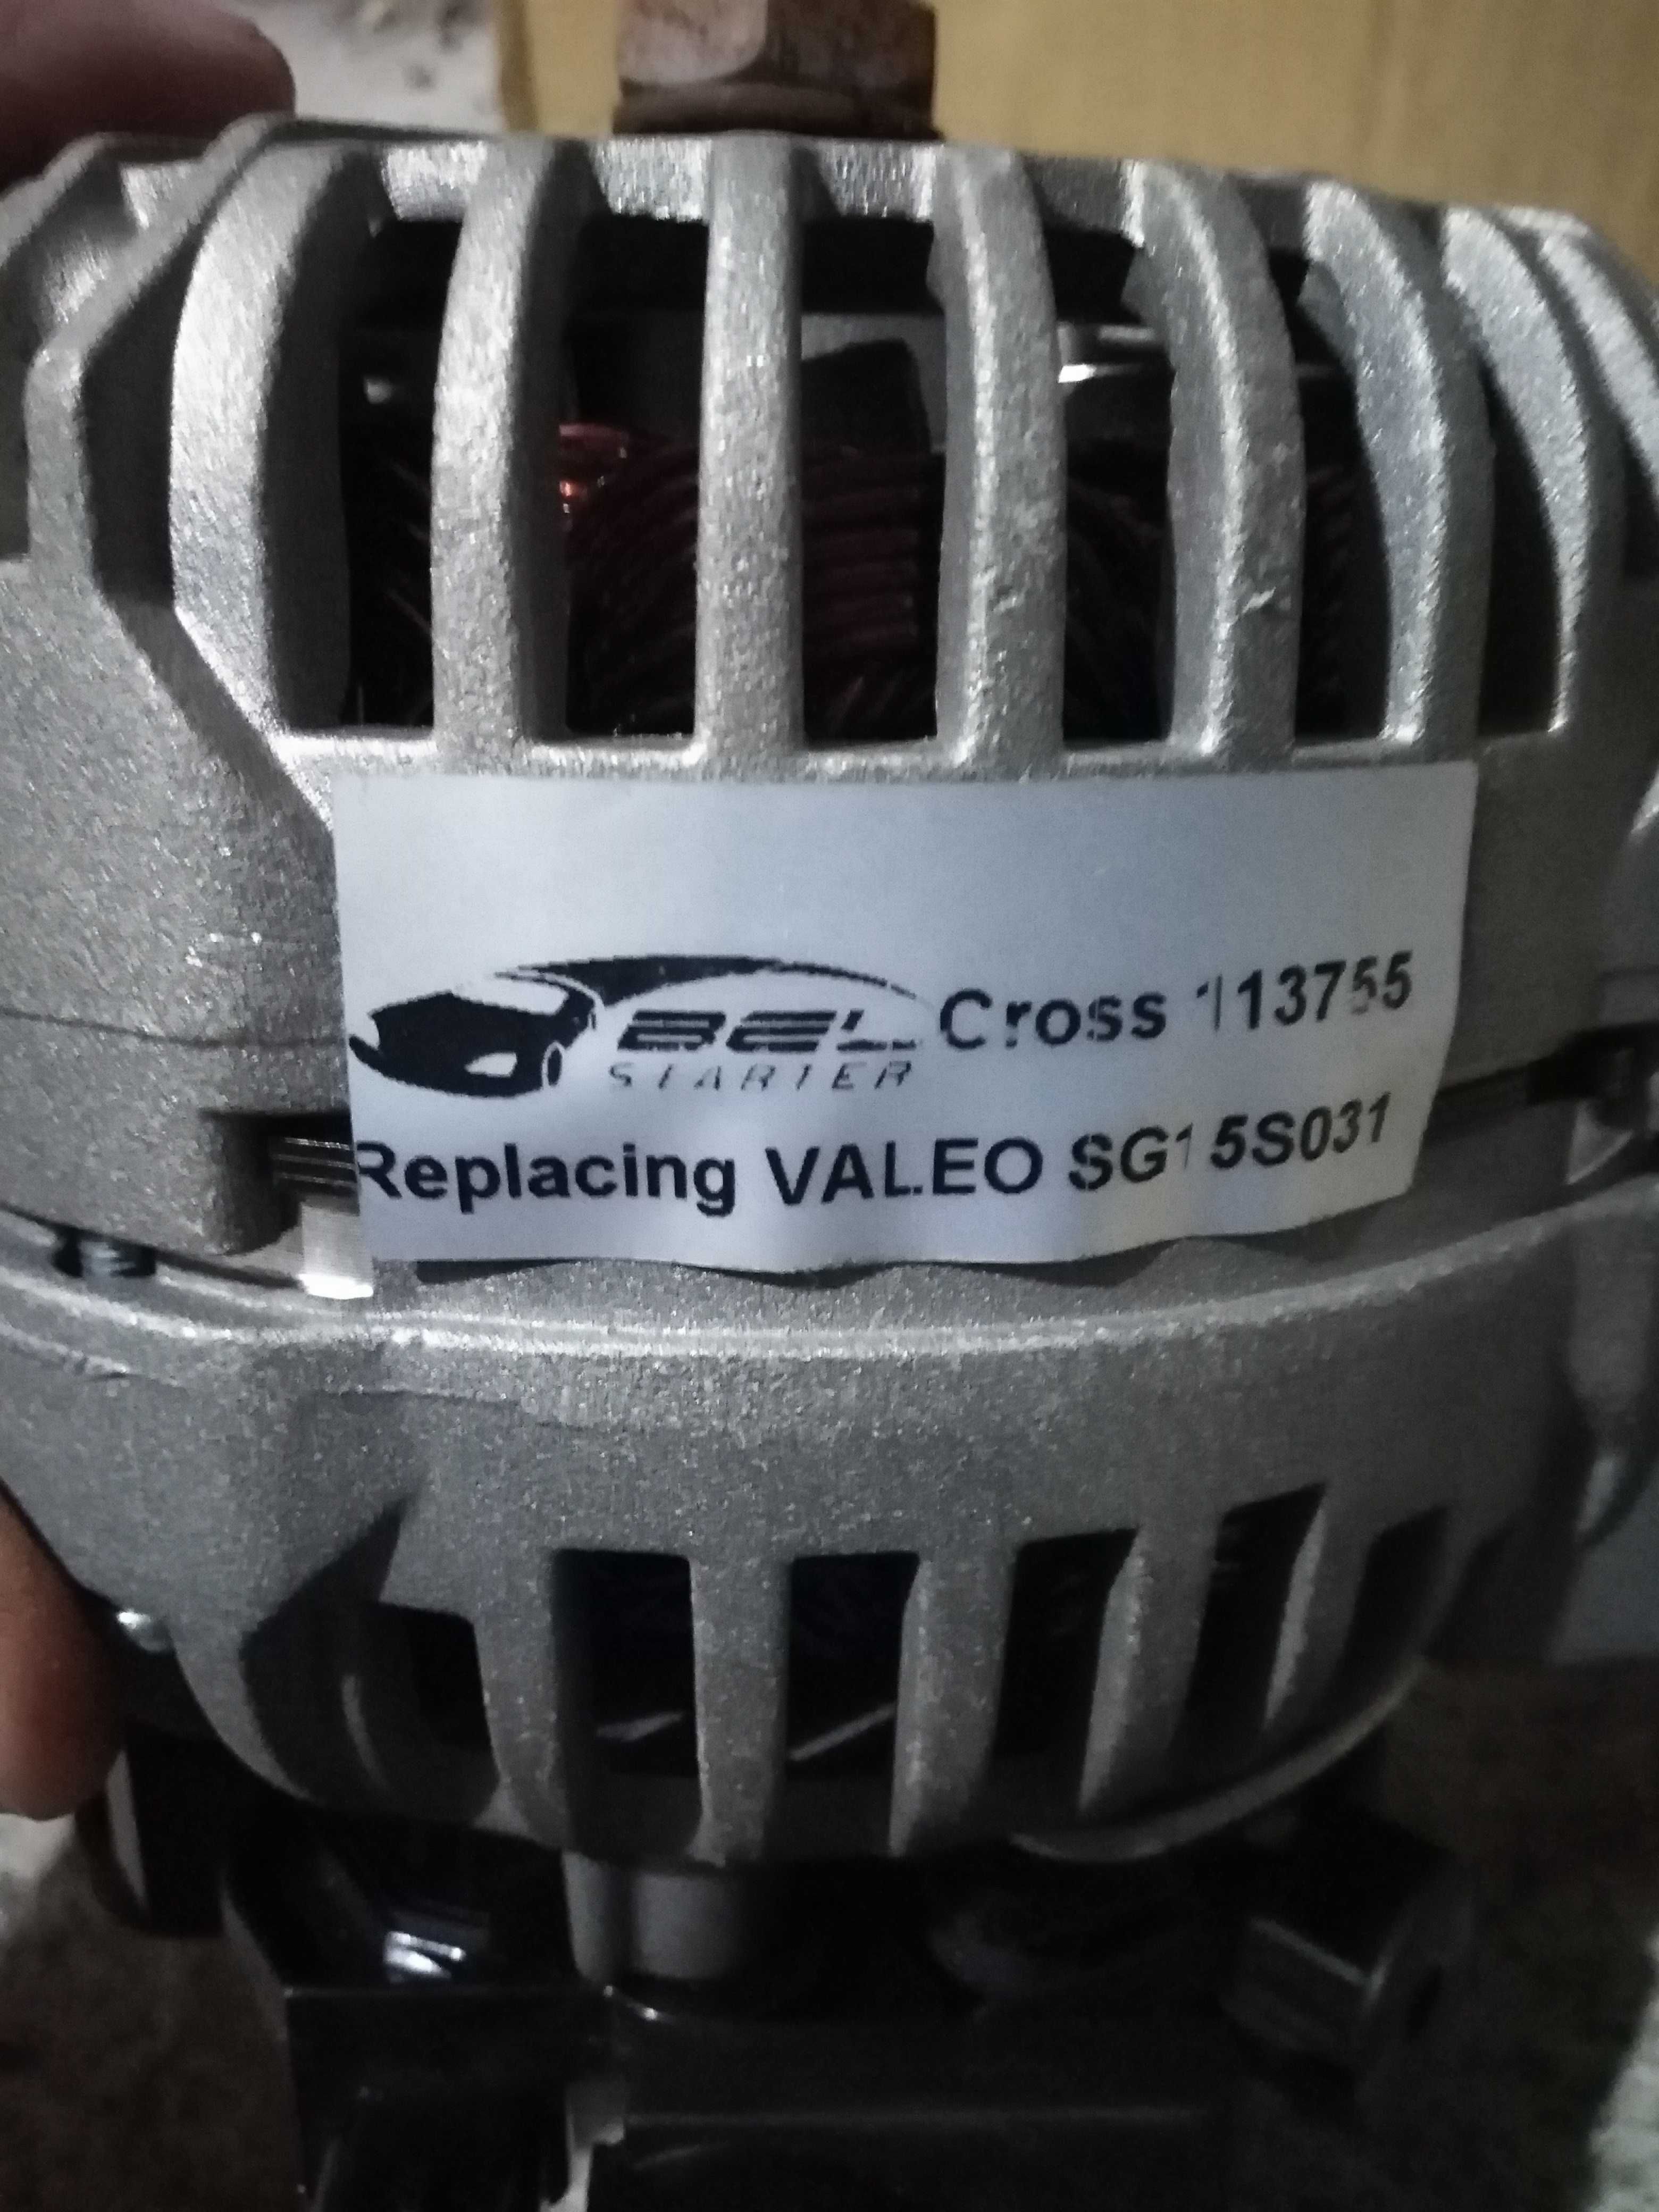 BEL
STARTER
Cross 113755
Replacing VALEO SG15S031